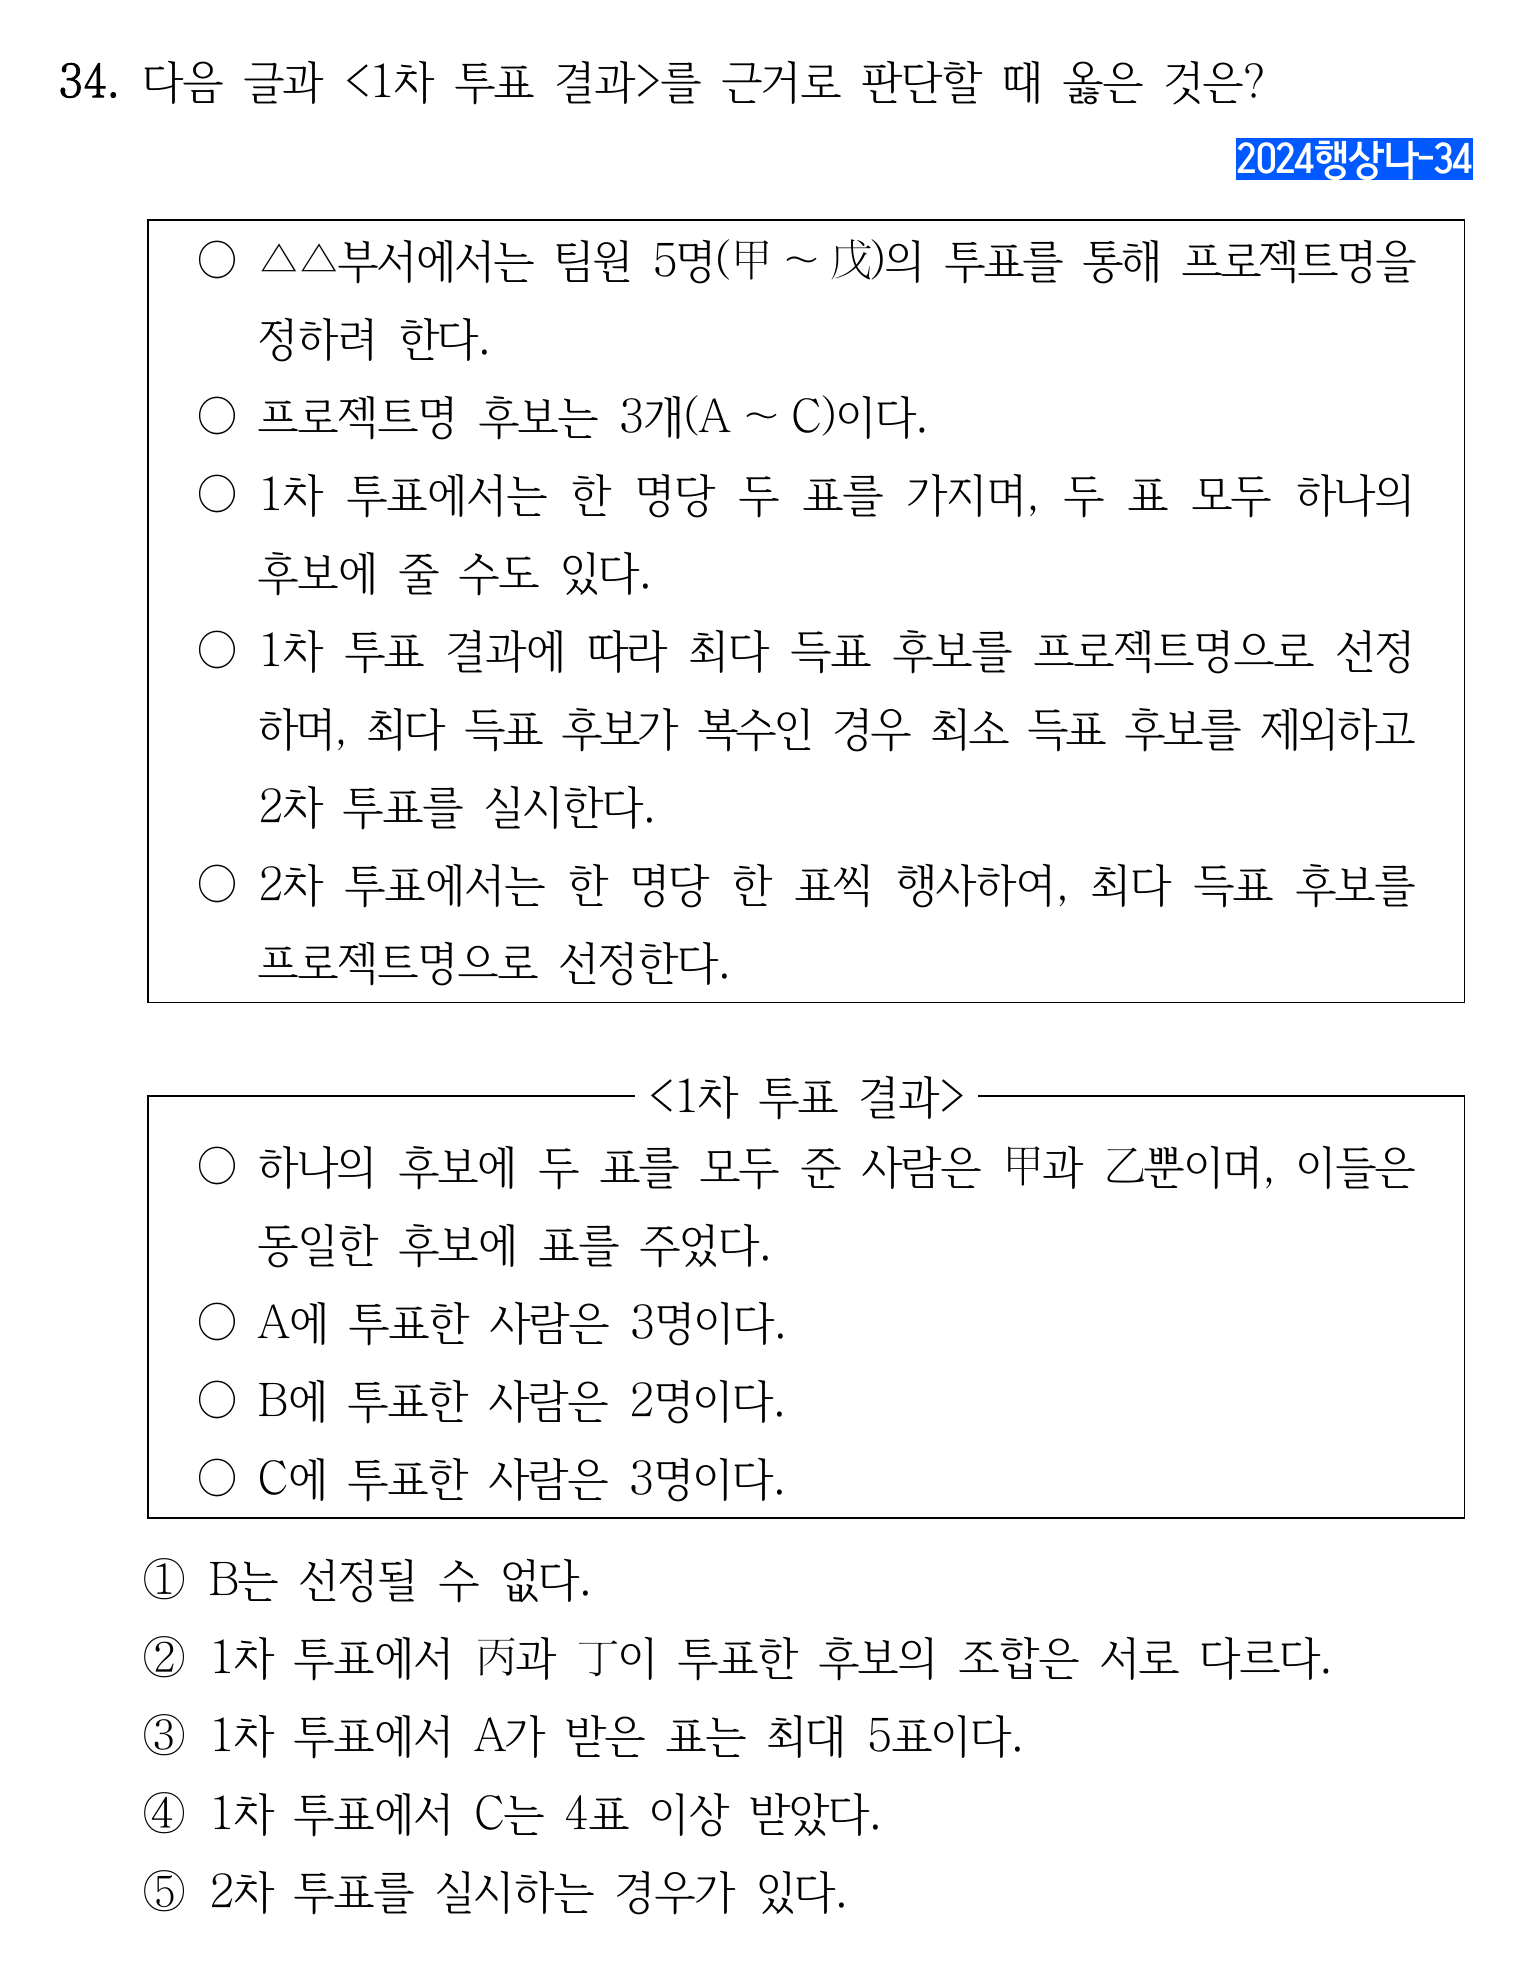 34. 다음 글과 <1차 투표 결과>를 근거로 판단할 때 옳은 것은?
2024행상나-34
○ △△부서에서는 팀원 5명(甲 ~ 戊)의 투표를 통해 프로젝트명을
정하려 한다.
○ 프로젝트명 후보는 3개(A ~ C)이다.
○ 1차 투표에서는 한 명당 두 표를 가지며, 두 표 모두 하나의
후보에 줄 수도 있다.
○ 1차 투표 결과에 따라 최다 득표 후보를 프로젝트명으로 선정
하며, 최다 득표 후보가 복수인 경우 최소 득표 후보를 제외하고
2차 투표를 실시한다.
○ 2차 투표에서는 한 명당 한 표씩 행사하여, 최다 득표 후보를
프로젝트명으로 선정한다.
<1차 투표 결과>
○ 하나의 후보에 두 표를 모두 준 사람은 甲과 乙뿐이며, 이들은
동일한 후보에 표를 주었다.
○ A에 투표한 사람은 3명이다.
○ B에 투표한 사람은 2명이다.
○ C에 투표한 사람은 3명이다.
① B는 선정될 수 없다.
② 1차 투표에서 丙과 丁이 투표한 후보의 조합은 서로 다르다.
③ 1차 투표에서 A가 받은 표는 최대 5표이다.
④ 1차 투표에서 C는 4표 이상 받았다.
⑤ 2차 투표를 실시하는 경우가 있다.